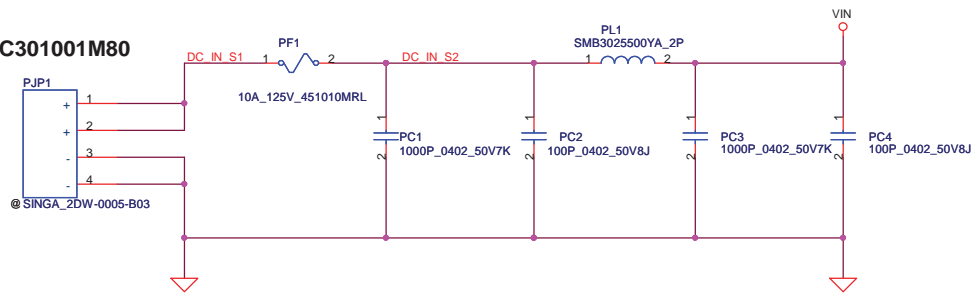 VIN
C301001M80
PF1
PL1
SMB3025500YA_2P
DC_IN_S1
1
2
DC_IN_S2
1
2
PJP1
10A_125V_451010MRL
+
1
+
2
-
3
-
4
@ SINGA_2DW-0005-B03
1
PC1
1000P_0402_50V7K
2
1
PC2
100P_0402_50V8J
2
1
PC3
1000P_0402_50V7K
2
1
PC4
100P_0402_50V8J
2